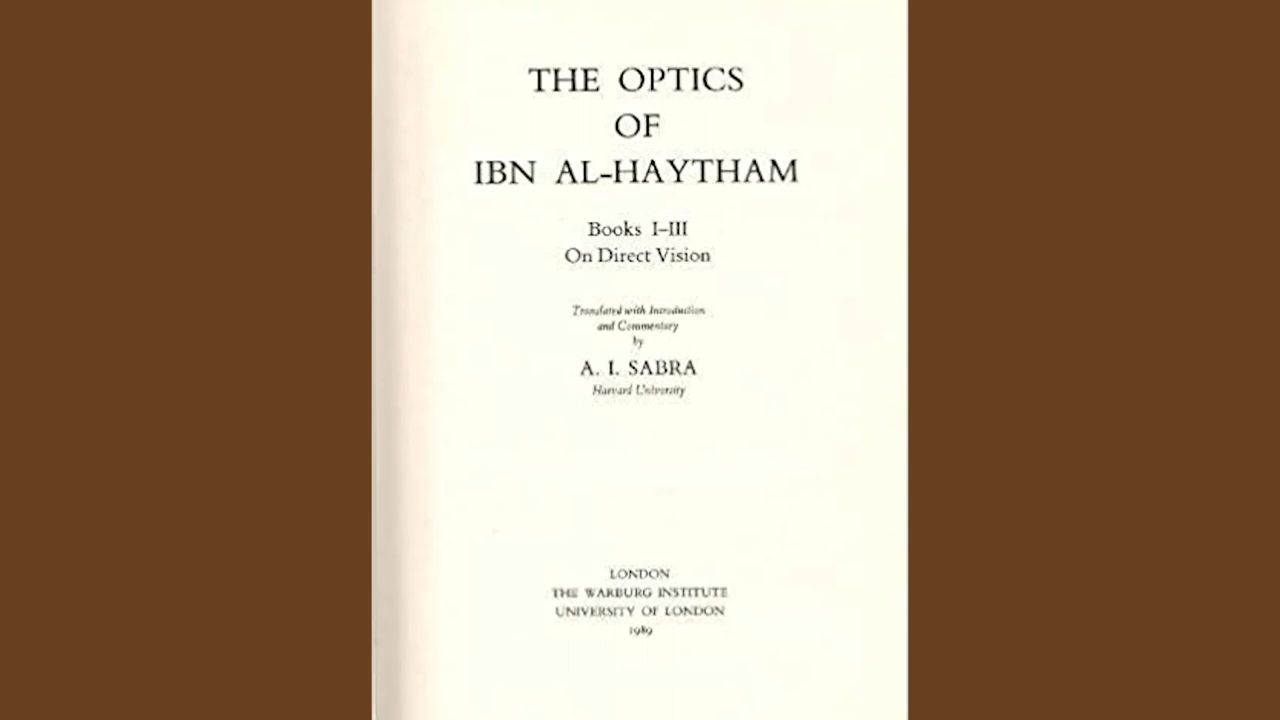 THE OPTICS
OF
IBN AL-HAYTHAM
Books I–III
On Direct Vision
Translated with Introduction
and Commentary
by
A. I. SABRA
Harvard University
LONDON
THE WARBURG INSTITUTE
UNIVERSITY OF LONDON
1989